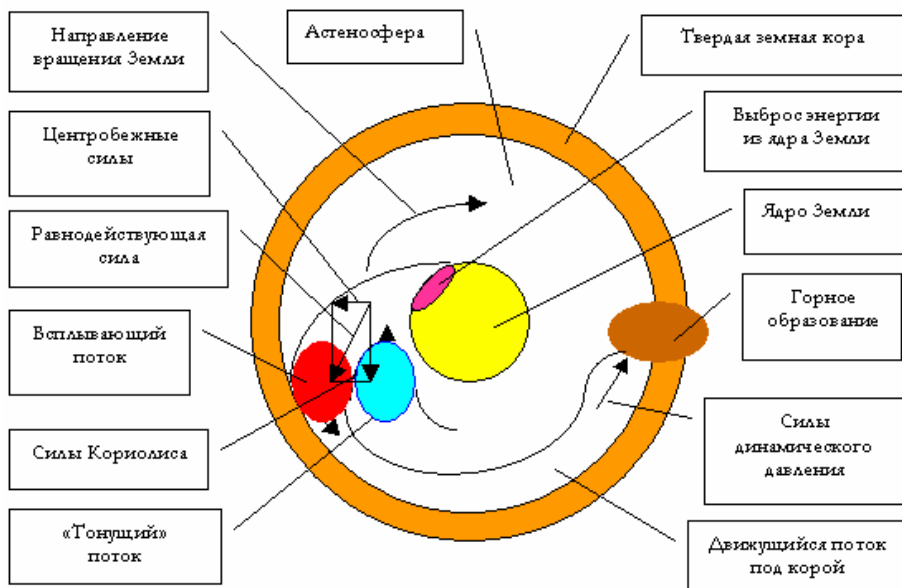 Направление
вращения Земли
Астеносфера
Твердая земная кора
Центробежные
силы
Выброс энергии
из ядра Земли
Равнодействующая
сила
Ядро Земли
Всплывающий
поток
Горное
образование
Силы Кориолиса
Силы
динамического
давления
«Тонущий»
поток
Движущийся поток
под корой